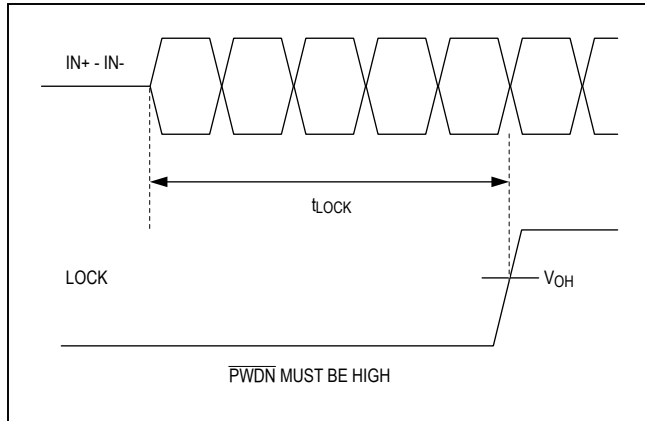 IN+ - IN-
tLOCK
LOCK
VOH
PWDN MUST BE HIGH